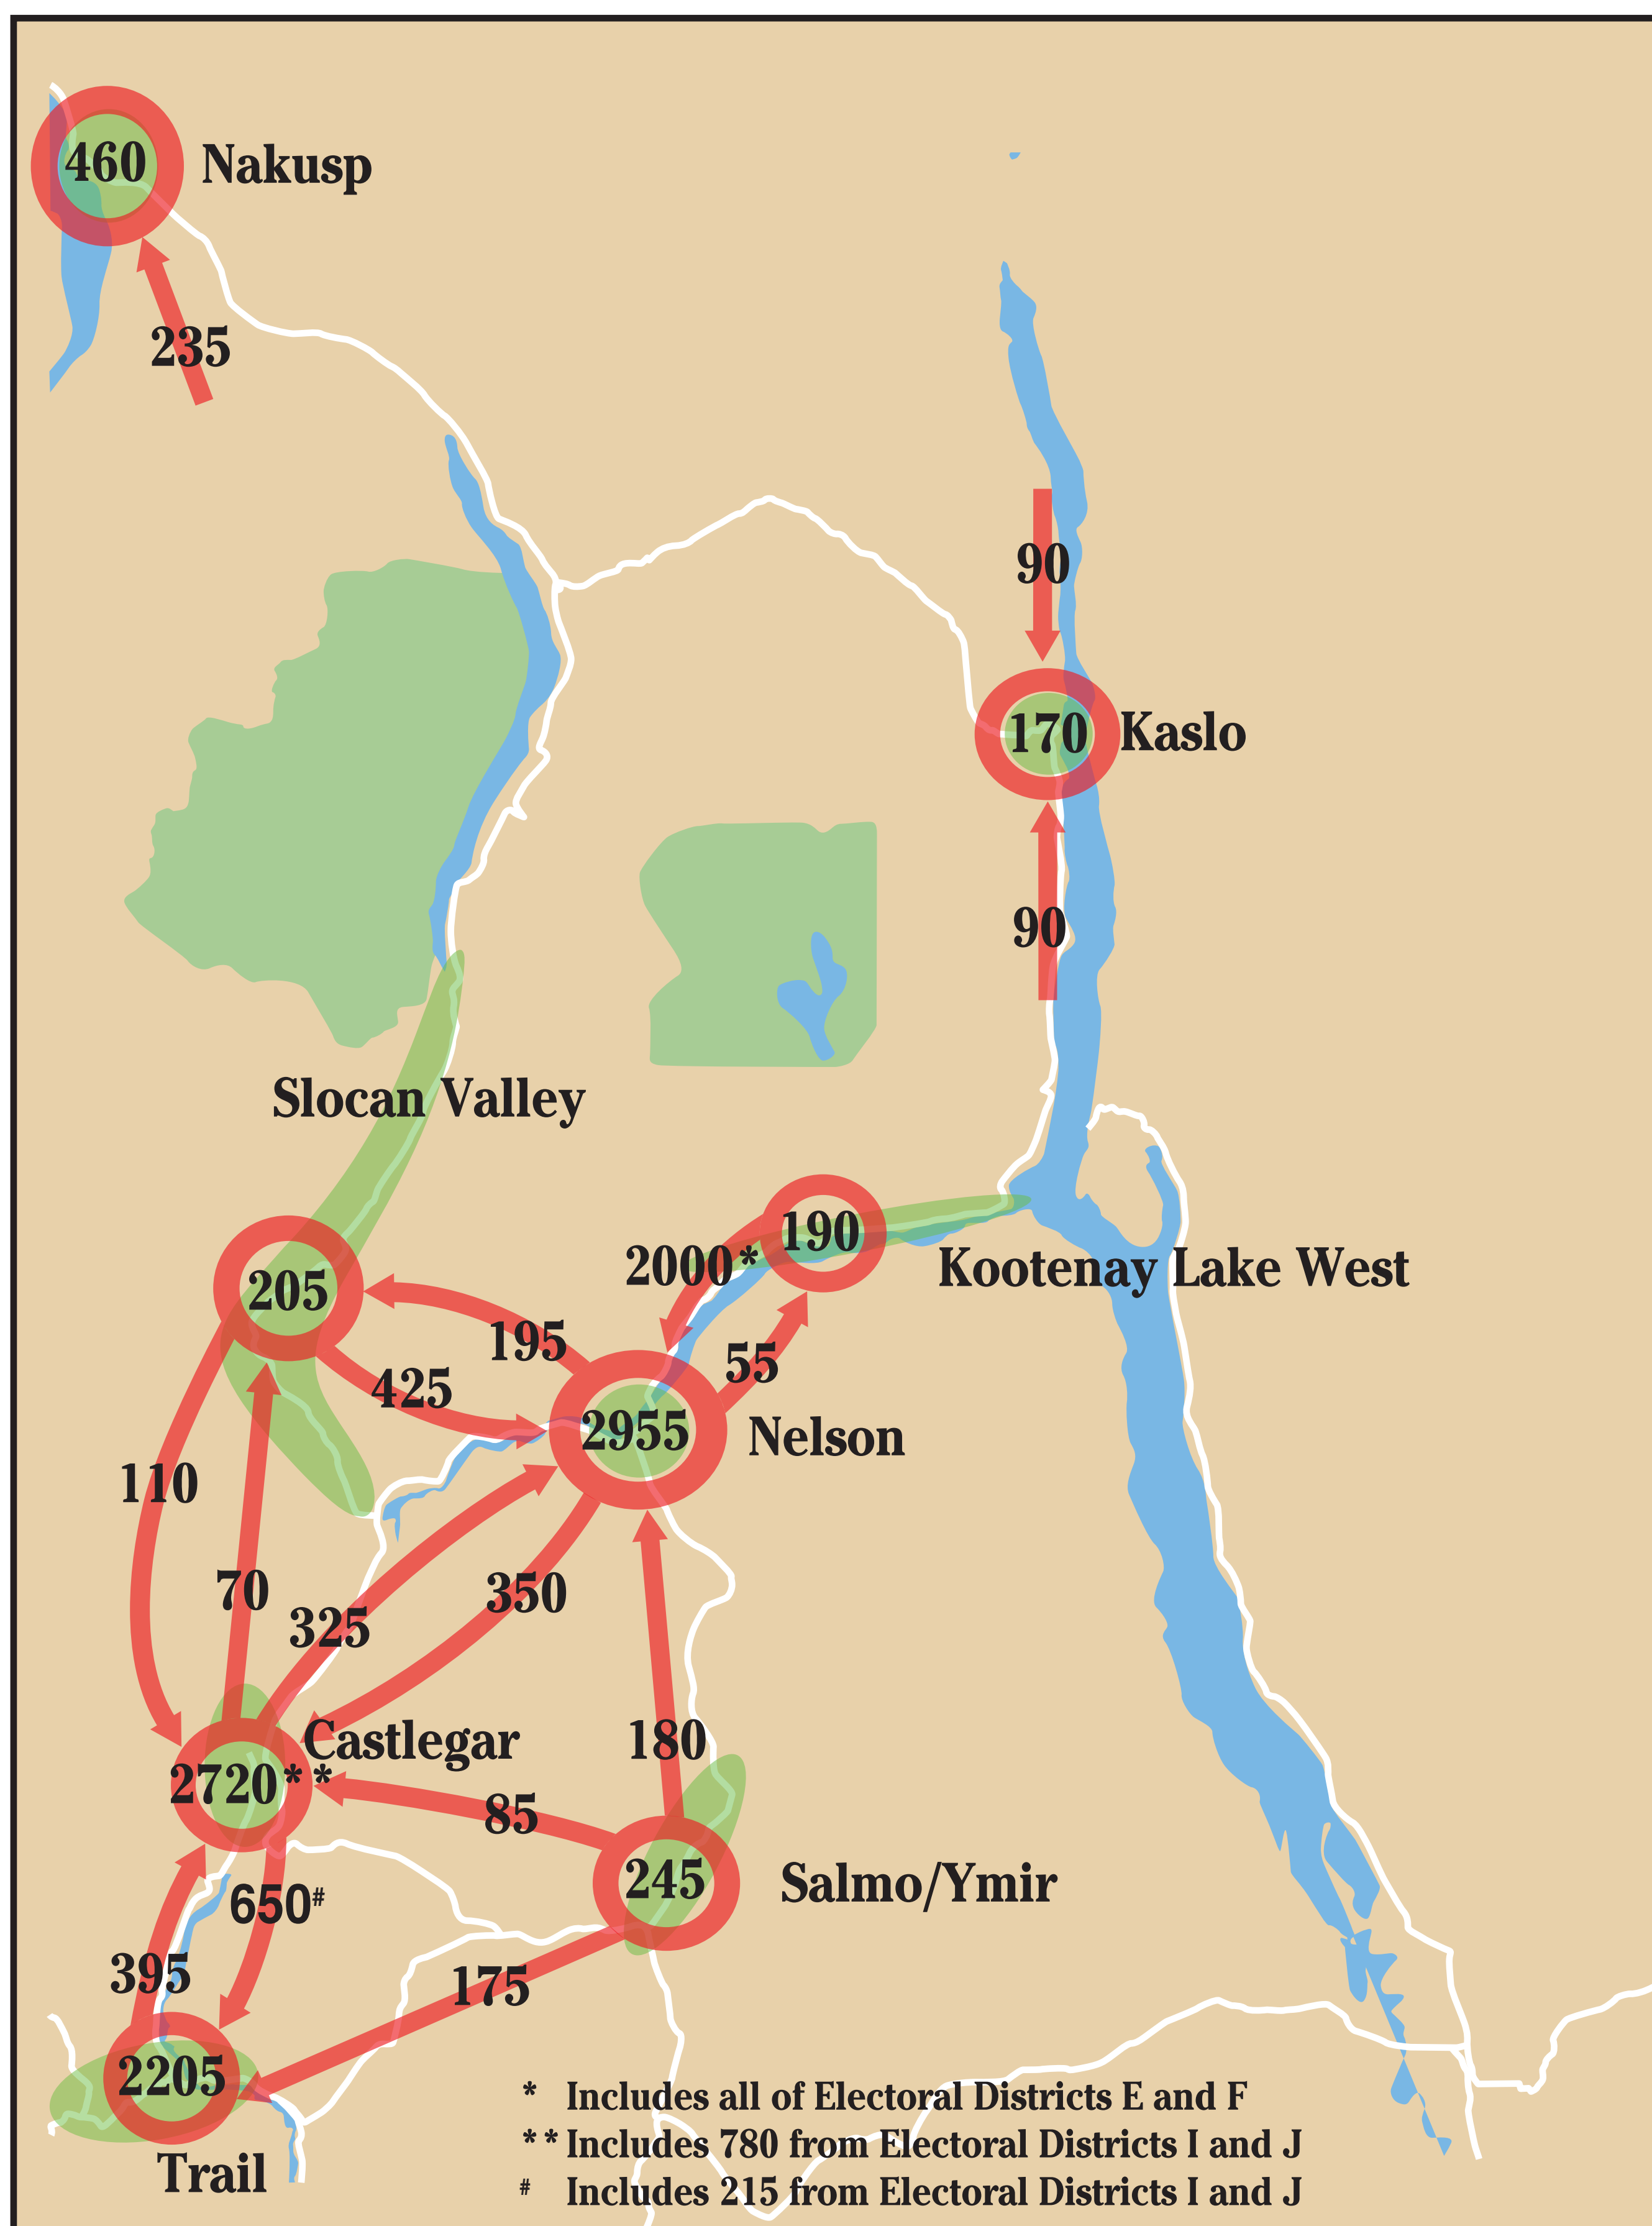 460 Nakusp
235
90
170 Kaslo
90
Slocan Valley
190
2000*
Kootenay Lake West
205
195
55
425
2955
Nelson
110
70
350
325
Castlegar
180
2720**
85
245
Salmo/Ymir
650#
395
175
2205
* Includes all of Electoral Districts E and F
** Includes 780 from Electoral Districts I and J
Trail
# Includes 215 from Electoral Districts I and J